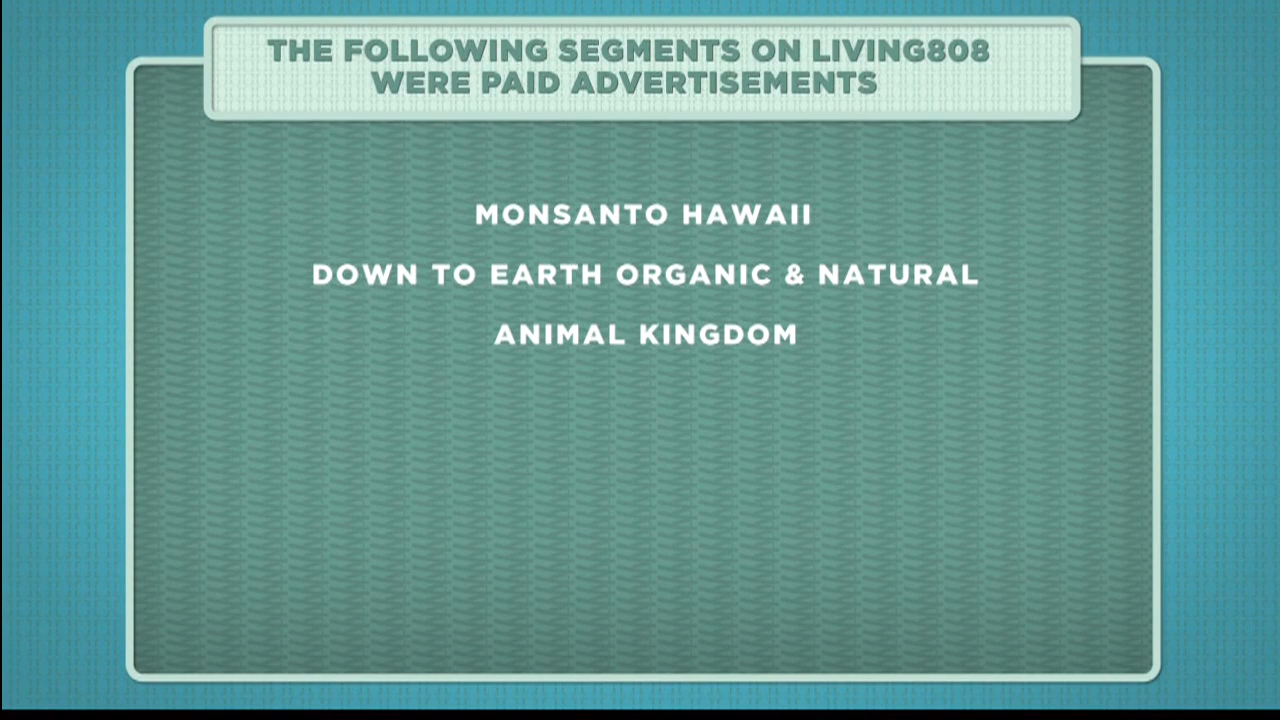 THE FOLLOWING SEGMENTS ON LIVING808
WERE PAID ADVERTISEMENTS
MONSANTO HAWAII
DOWN TO EARTH ORGANIC & NATURAL
ANIMAL KINGDOM